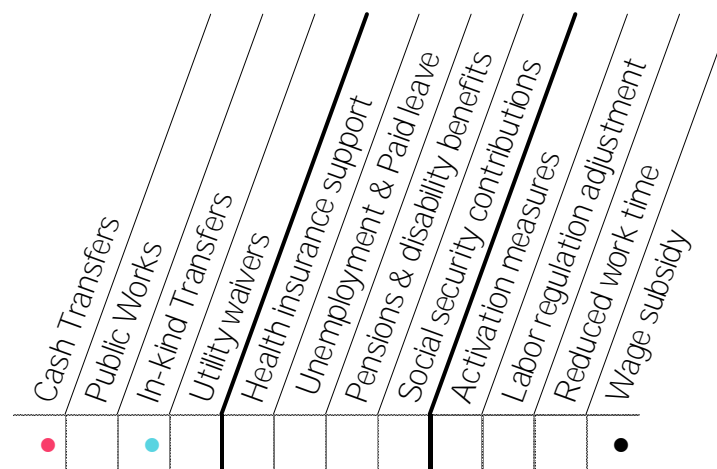 Cash Transfers
Public Works
In-kind Transfers
Utility waivers
Health insurance support
Unemployment & Paid leave
Pensions & disability benefits
Social security contributions
Activation measures
Labor regulation adjustment
Reduced work time
Wage subsidy